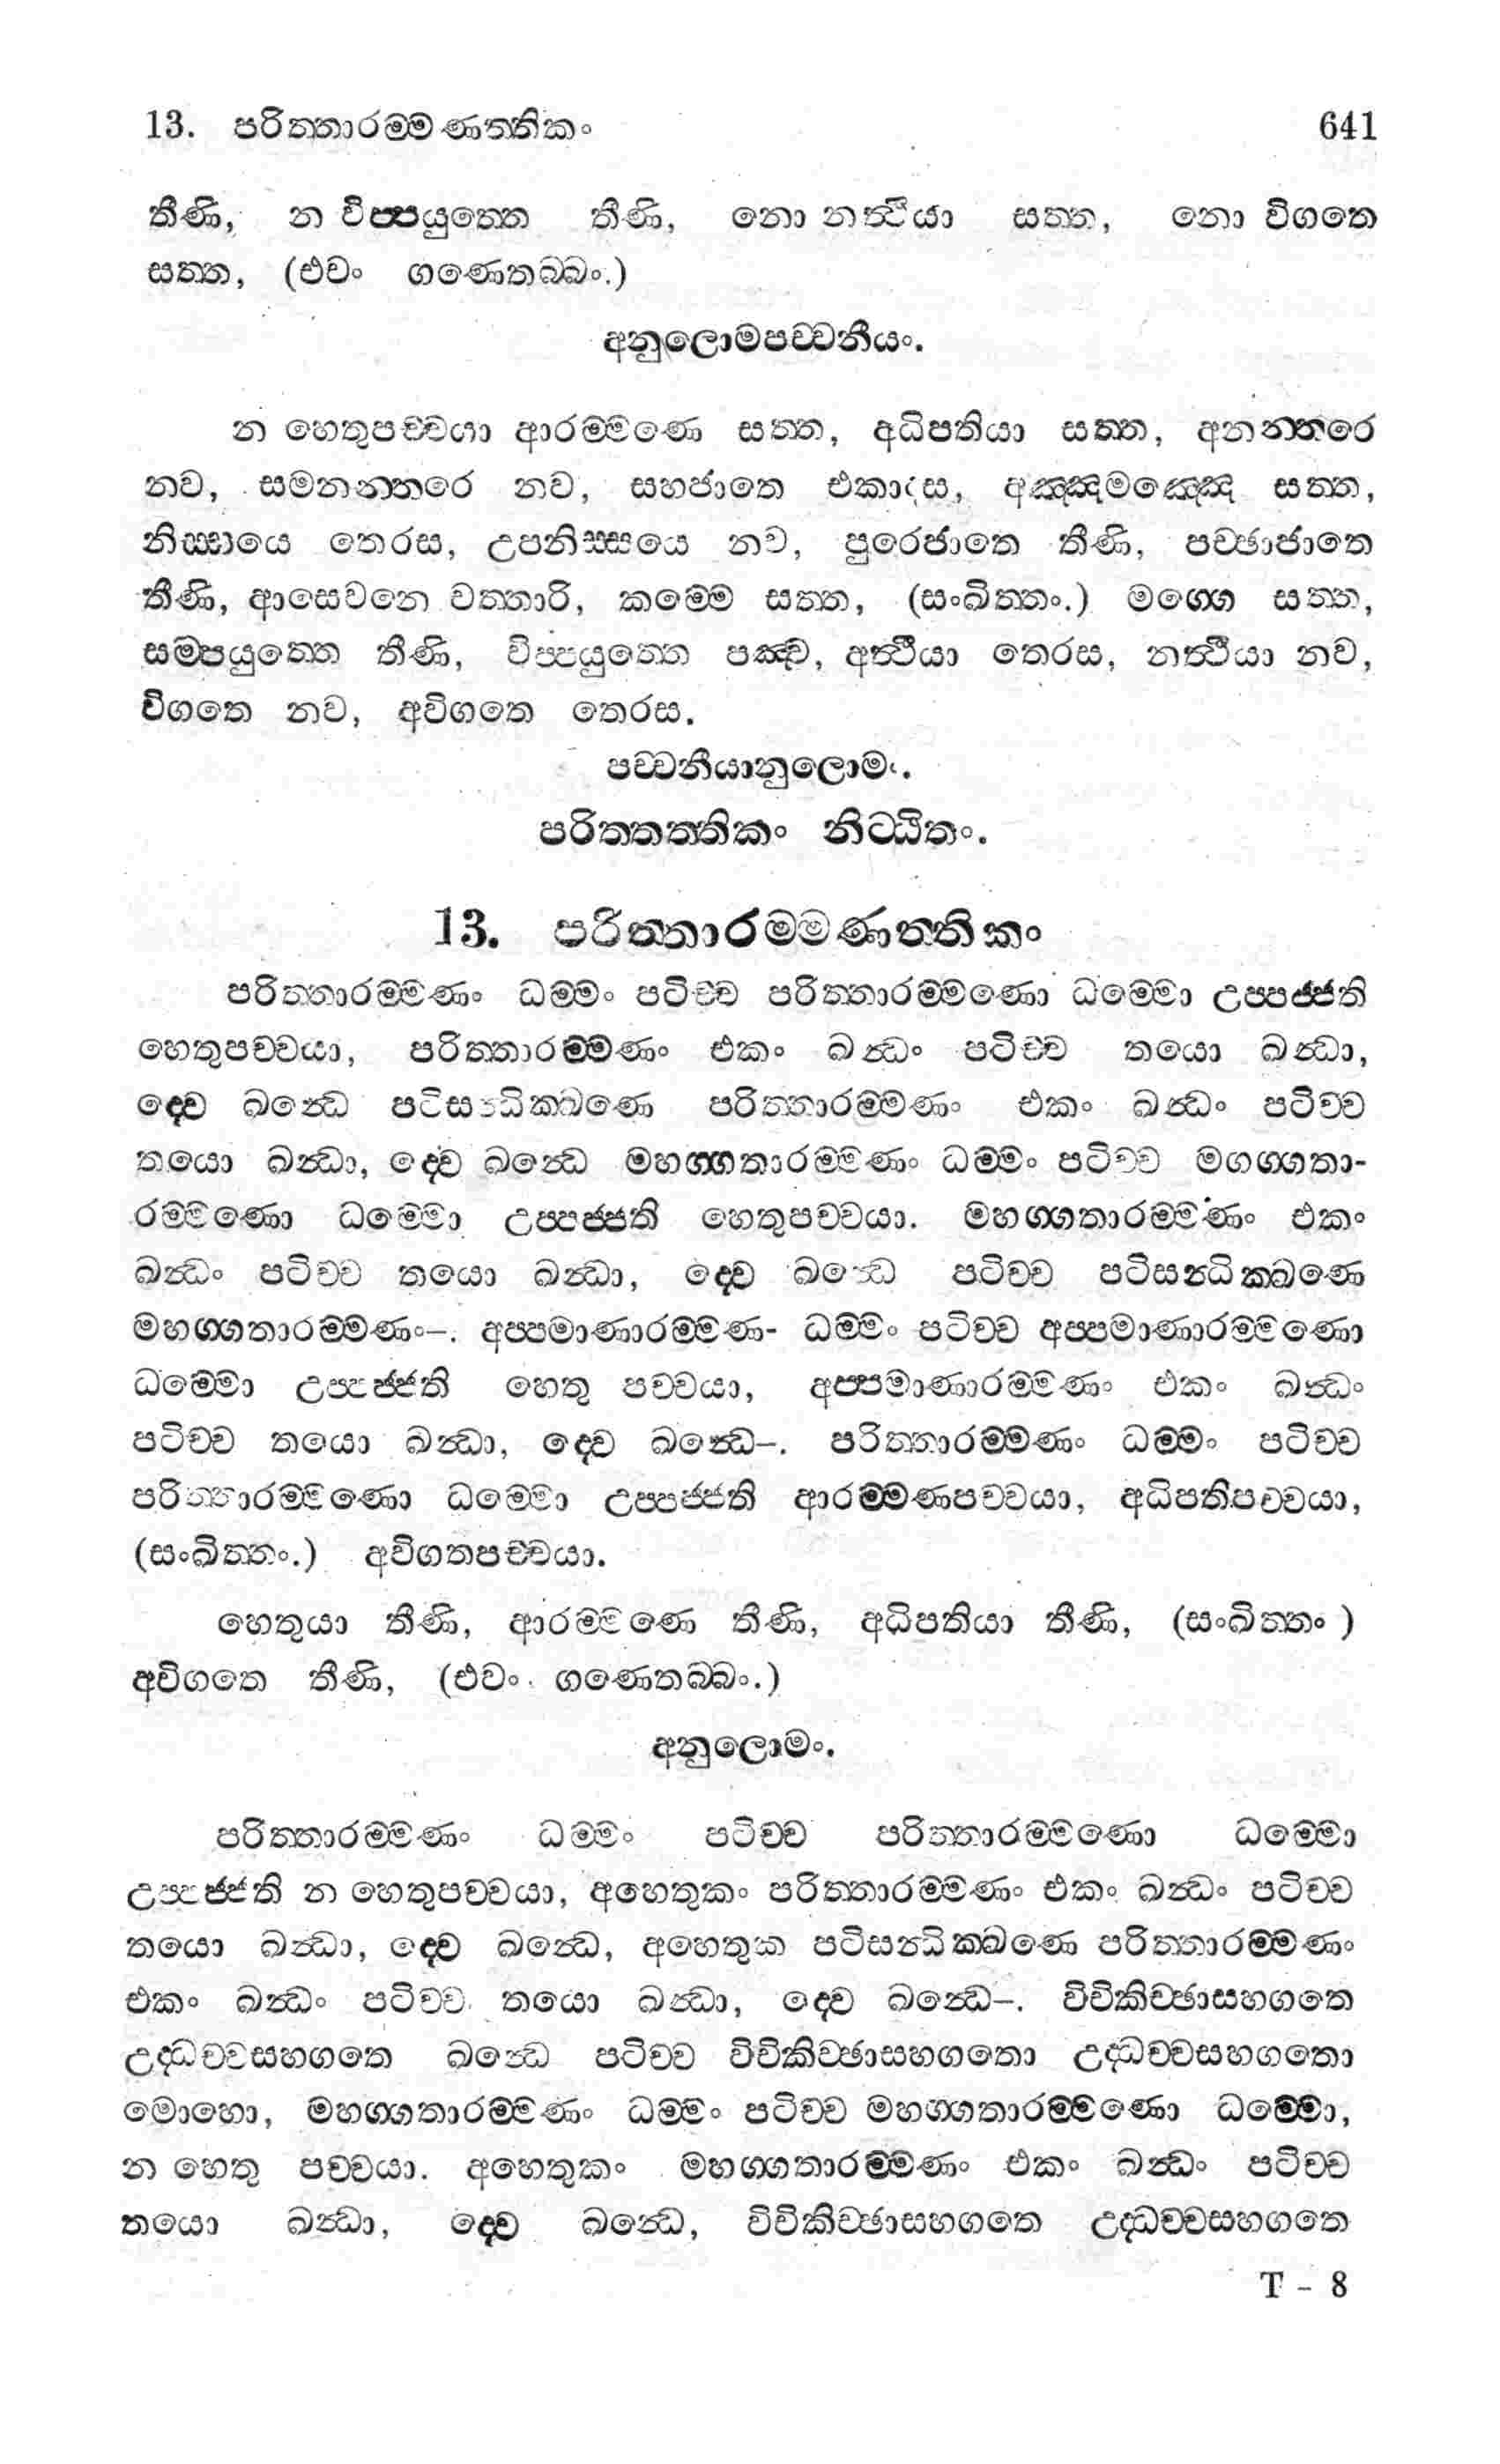 13. පරිත්තාරම්මණත්තිකං 641
තීණි, න විප්පයුත්තෙ තීණි, නො නත්ථියා සත්ත, නො විගතෙ
සත්ත, (එවං ගණෙතබ්බං.)
අනුලොමපච්චනීයං.
න හෙතුපච්චයා ආරම්මණෙ සත්ත, අධිපතියා සත්ත, අනන්තරෙ
නව, සමනන්තරෙ නව, සහජාතෙ එකාදස, අඤ්ඤමඤ්ඤෙ සත්ත,
නිස්සයෙ තෙරස, උපනිස්සයෙ නව, පුරෙජාතෙ තීණි, පච්ඡාජාතෙ
තීණි, ආසෙවනෙ චත්තාරි, කම්මෙ සත්ත, (සංඛිත්තං.) මග්ගෙ සත්ත,
සම්පයුත්තෙ තීණි, විප්පයුත්තෙ පඤ්ච, අත්ථියා තෙරස, නත්ථියා නව,
විගතෙ නව, අවිගතෙ තෙරස.
පච්චනීයානුලොමං.
පරිත්තත්තිකං නිට්ඨිතං.
13. පරිත්තාරම්මණත්තිකං
පරිත්තාරම්මණං ධම්මං පටිච්ච පරිත්තාරම්මණො ධම්මො උප්පජ්ජති
හෙතුපච්චයා, පරිත්තාරම්මණං එකං ඛන්ධං පටිච්ච තයො ඛන්ධා,
ද්වෙ ඛන්ධෙ පටිසන්ධික්ඛණෙ පරිත්තාරම්මණං එකං ඛන්ධං පටිච්ච
තයො ඛන්ධා, ද්වෙ ඛන්ධෙ මහග්ගතාරම්මණං ධම්මං පටිච්ච මගග්ගතා-
රම්මණො ධම්මො උප්පජ්ජති හෙතුපච්චයා. මහග්ගතාරම්මණං එකං
ඛන්ධං පටිච්ච තයො ඛන්ධා, ද්වෙ ඛන්ධෙ පටිච්ච පටිසන්ධික්ඛණෙ
මහග්ගතාරම්මණං–. අප්පමාණාරම්මණ- ධම්මං පටිච්ච අප්පමාණාරම්මණො
ධම්මො උප්පජ්ජති හෙතු පච්චයා, අප්පමාණාරම්මණං එකං ඛන්ධං
පටිච්ච තයො ඛන්ධා, ද්වෙ ඛන්ධෙ–. පරිත්තාරම්මණං ධම්මං පටිච්ච
පරිත්තාරම්මණො ධම්මො උප්පජ්ජති ආරම්මණපච්චයා, අධිපතිපච්චයා,
(සංඛිත්තං.) අවිගතපච්චයා.
හෙතුයා තීණි, ආරම්මණෙ තීණි, අධිපතියා තීණි, (සංඛිත්තං )
අවිගතෙ තීණි, (එවං ගණෙතබ්බං.)
අනුලොමං.
පරිත්තාරම්මණං ධම්මං පටිච්ච පරිත්තාරම්මණො ධම්මො
උප්පජ්ජති න හෙතුපච්චයා, අහෙතුකං පරිත්තාරම්මණං එකං ඛන්ධං පටිච්ච
තයො ඛන්ධා, ද්වෙ ඛන්ධෙ, අහෙතුක පටිසන්ධික්ඛණෙ පරිත්තාරම්මණං
එකං ඛන්ධං පටිච්ච තයො ඛන්ධා, ද්වෙ ඛන්ධෙ–. විචිකිච්ඡාසහගතෙ
උද්ධච්චසහගතෙ ඛන්ධෙ පටිච්ච විචිකිච්ඡාසහගතො උද්ධච්චසහගතො
මොහො, මහග්ගතාරම්මණං ධම්මං පටිච්ච මහග්ගතාරම්මණො ධම්මො,
න හෙතු පච්චයා. අහෙතුකං මහග්ගතාරම්මණං එකං ඛන්ධං පටිච්ච
තයො ඛන්ධා, ද්වෙ ඛන්ධෙ, විචිකිච්ඡාසහගතෙ උද්ධච්චසහගතෙ
T – 8